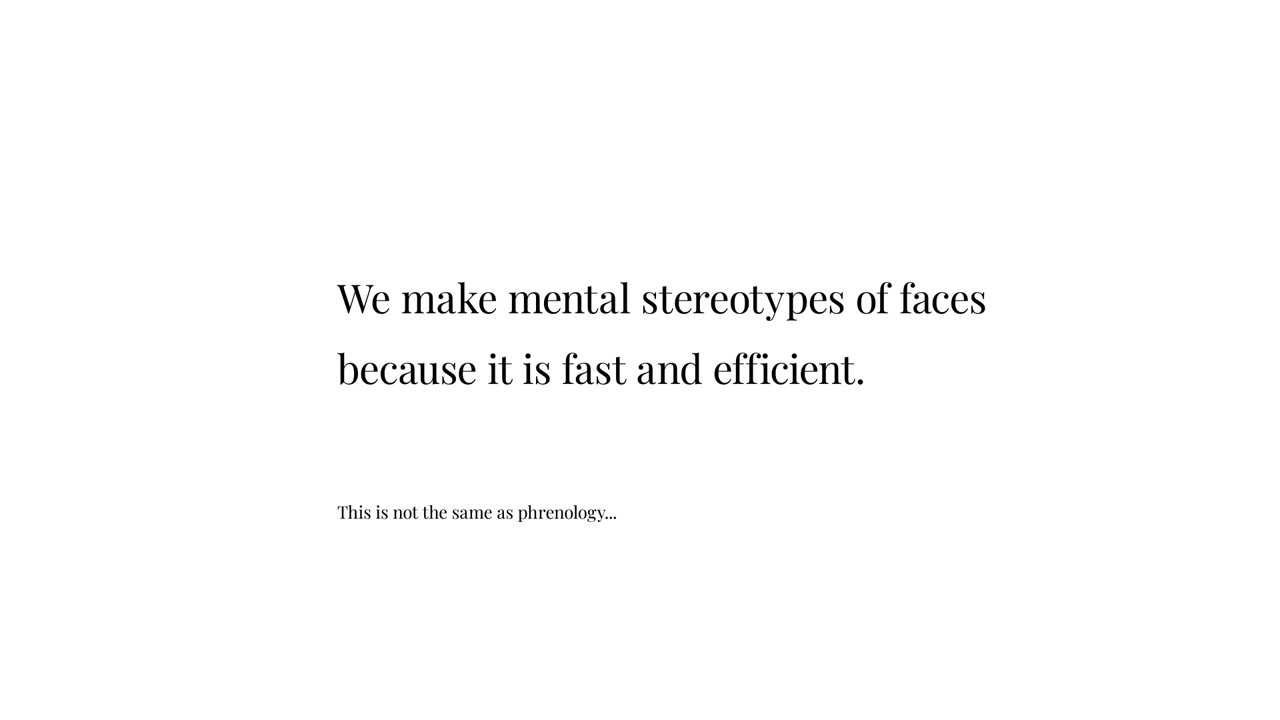 We make mental stereotypes of faces
because it is fast and efficient.
This is not the same as phrenology...